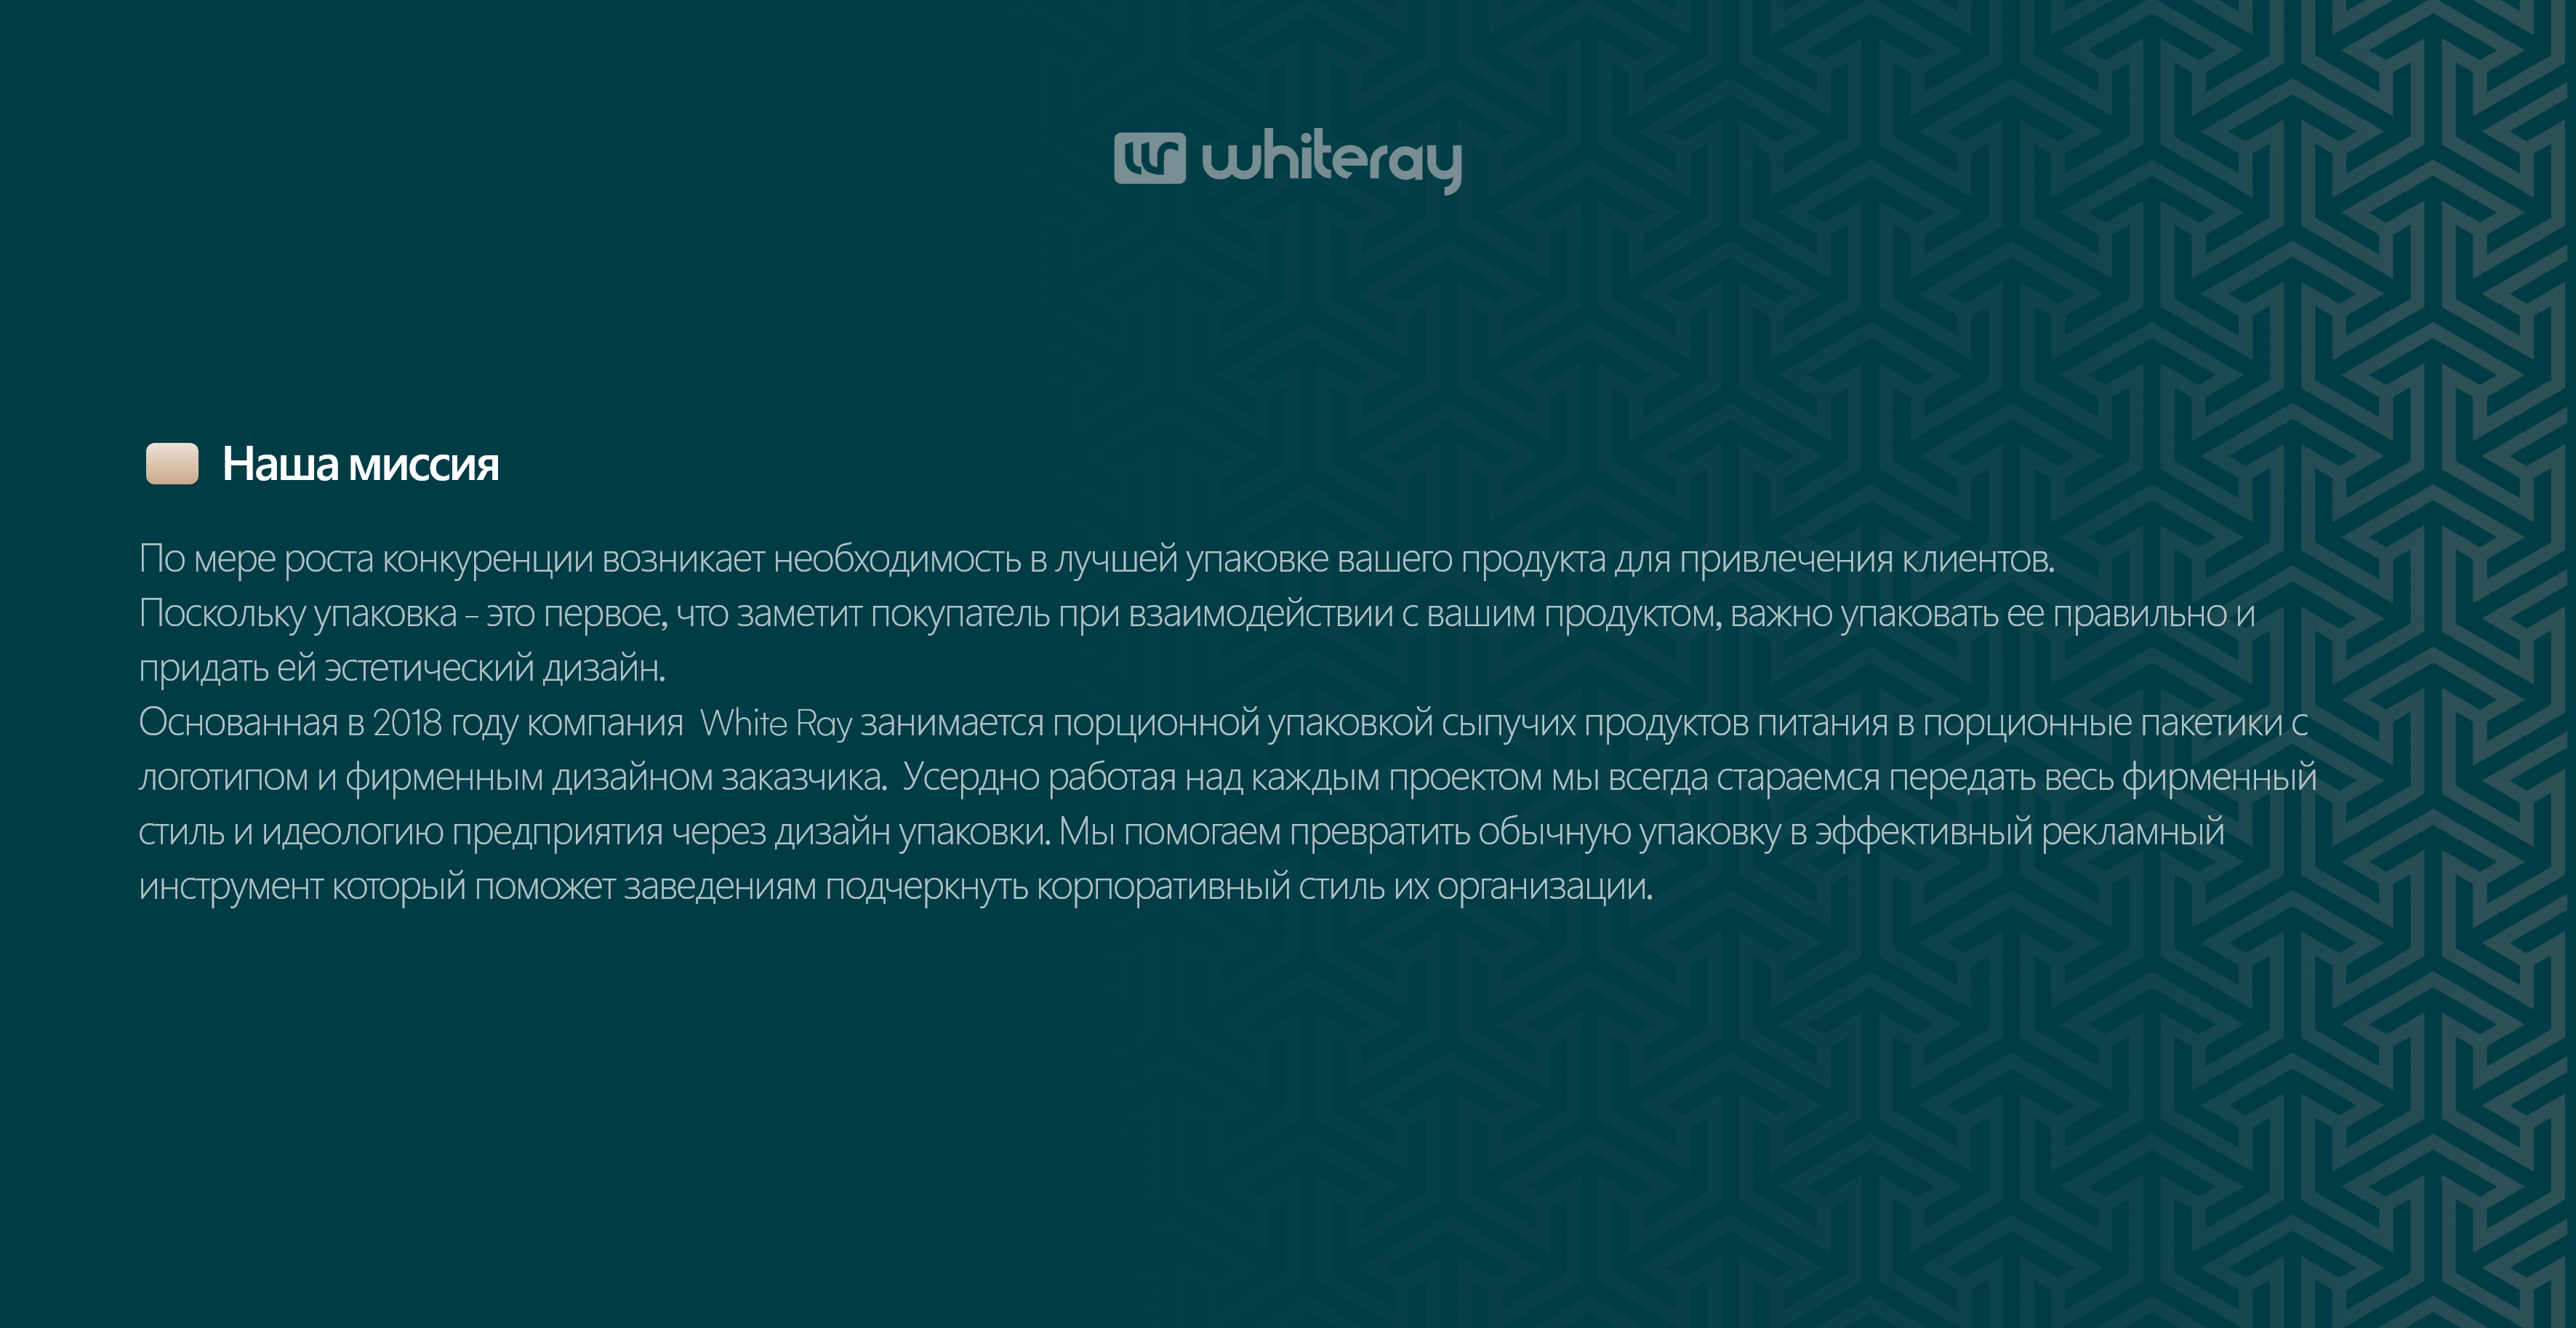 whiteray
Наша миссия
По мере роста конкуренции возникает необходимость в лучшей упаковке вашего продукта для привлечения клиентов.
Поскольку упаковка - это первое, что заметит покупатель при взаимодействии с вашим продуктом, важно упаковать ее правильно и
придать ей эстетический дизайн.
Основанная в 2018 году компания  White Ray занимается порционной упаковкой сыпучих продуктов питания в порционные пакетики с
логотипом и фирменным дизайном заказчика.  Усердно работая над каждым проектом мы всегда стараемся передать весь фирменный
стиль и идеологию предприятия через дизайн упаковки. Мы помогаем превратить обычную упаковку в эффективный рекламный
инструмент который поможет заведениям подчеркнуть корпоративный стиль их организации.